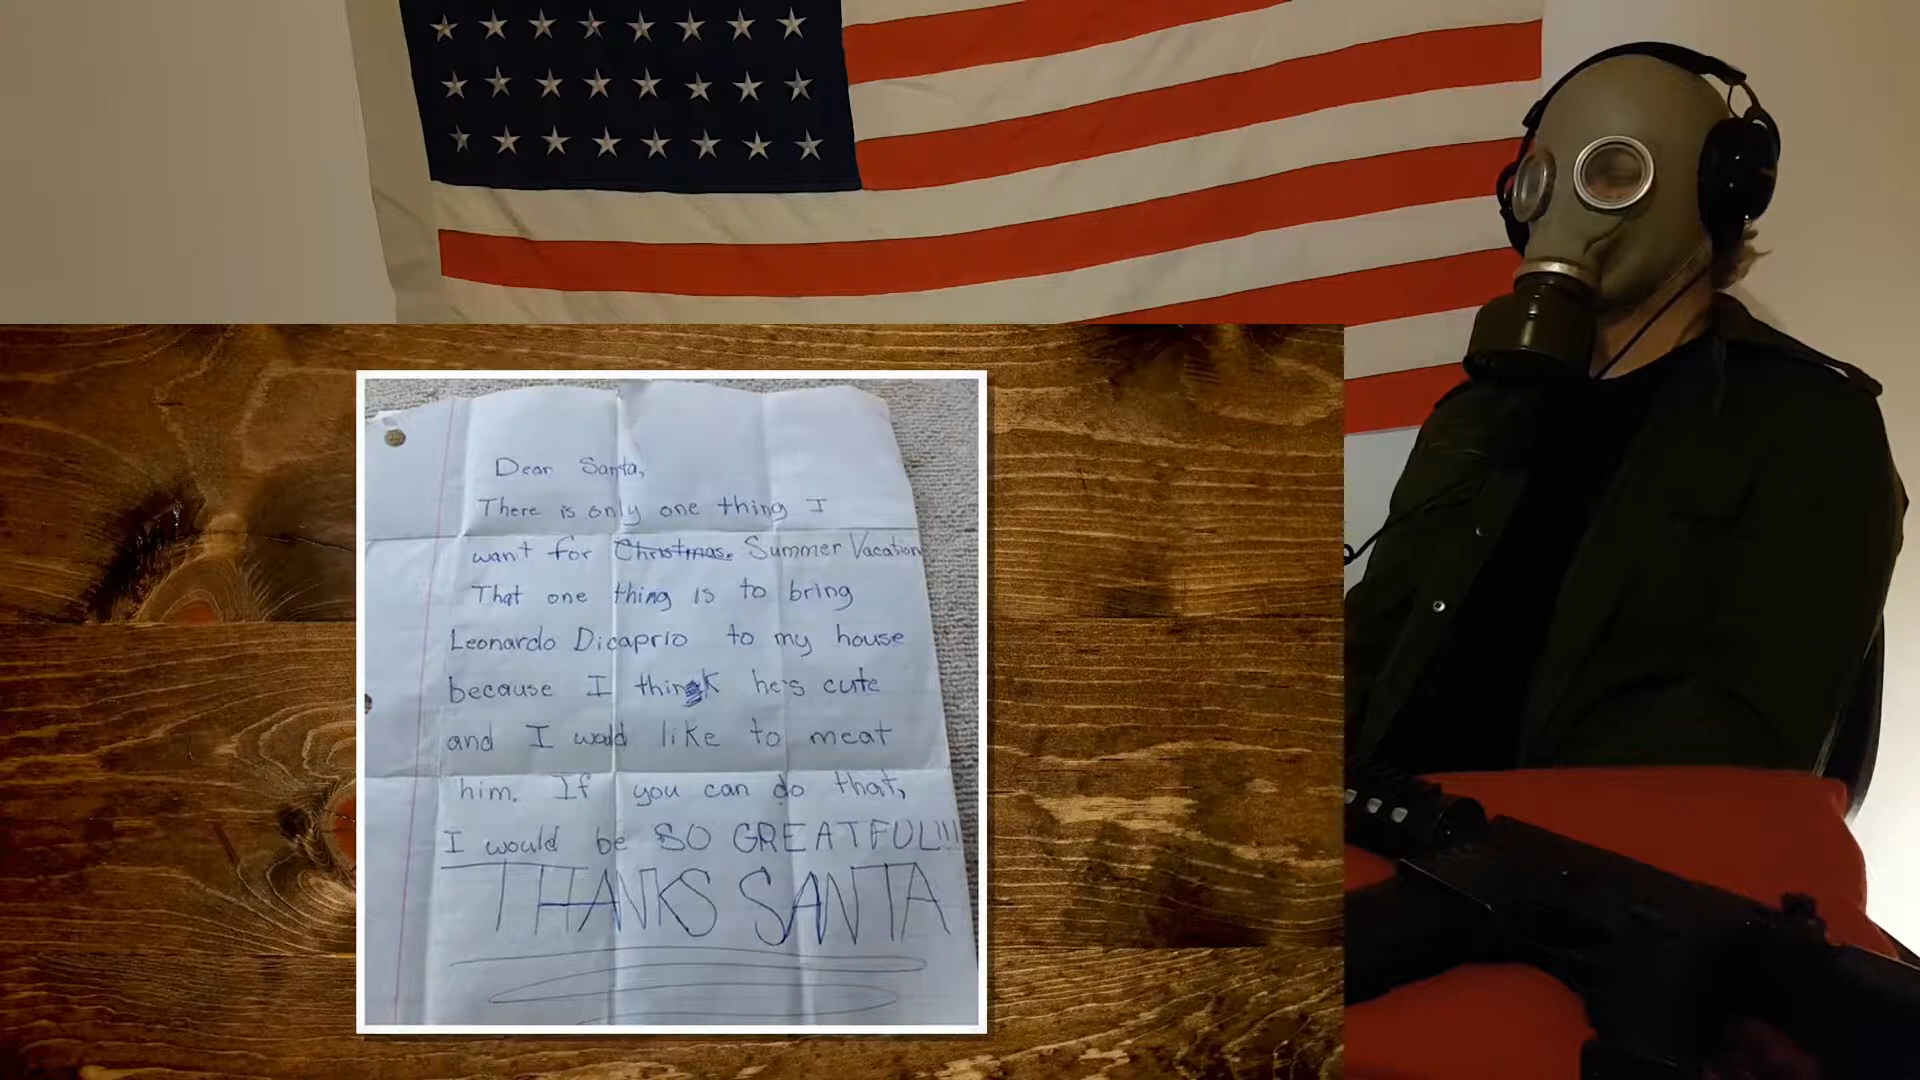 Dear Santa,
There is only one thing I
want for Christmas. Summer Vacation
That one thing is to bring
Leonardo Dicaprio to my house
because I think he's cute
and I would like to meat
him. If you can do that,
I would be SO GREATFUL!!!
THANKS SANTA